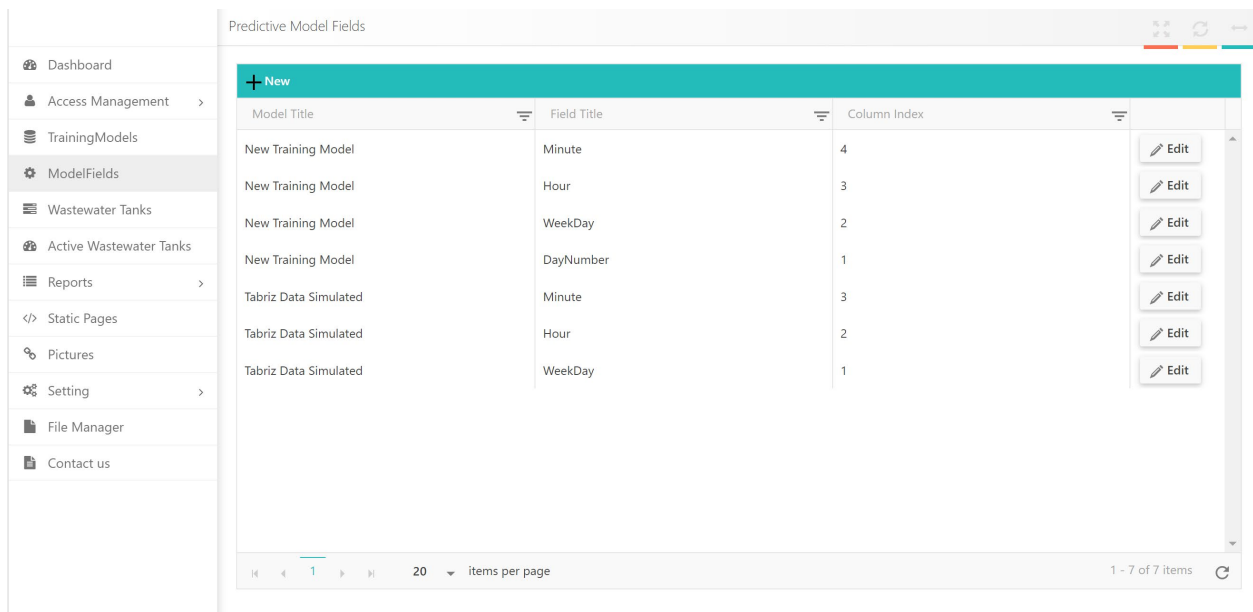 Predictive Model Fields
Dashboard
Access Management
TrainingModels
ModelFields
Wastewater Tanks
Active Wastewater Tanks
Reports
Static Pages
Pictures
Setting
File Manager
Contact us
New
Model Title Field Title Column Index
New Training Model Minute 4 Edit
New Training Model Hour 3 Edit
New Training Model WeekDay 2 Edit
New Training Model DayNumber 1 Edit
Tabriz Data Simulated Minute 3 Edit
Tabriz Data Simulated Hour 2 Edit
Tabriz Data Simulated WeekDay 1 Edit
1 20 items per page 1 - 7 of 7 items